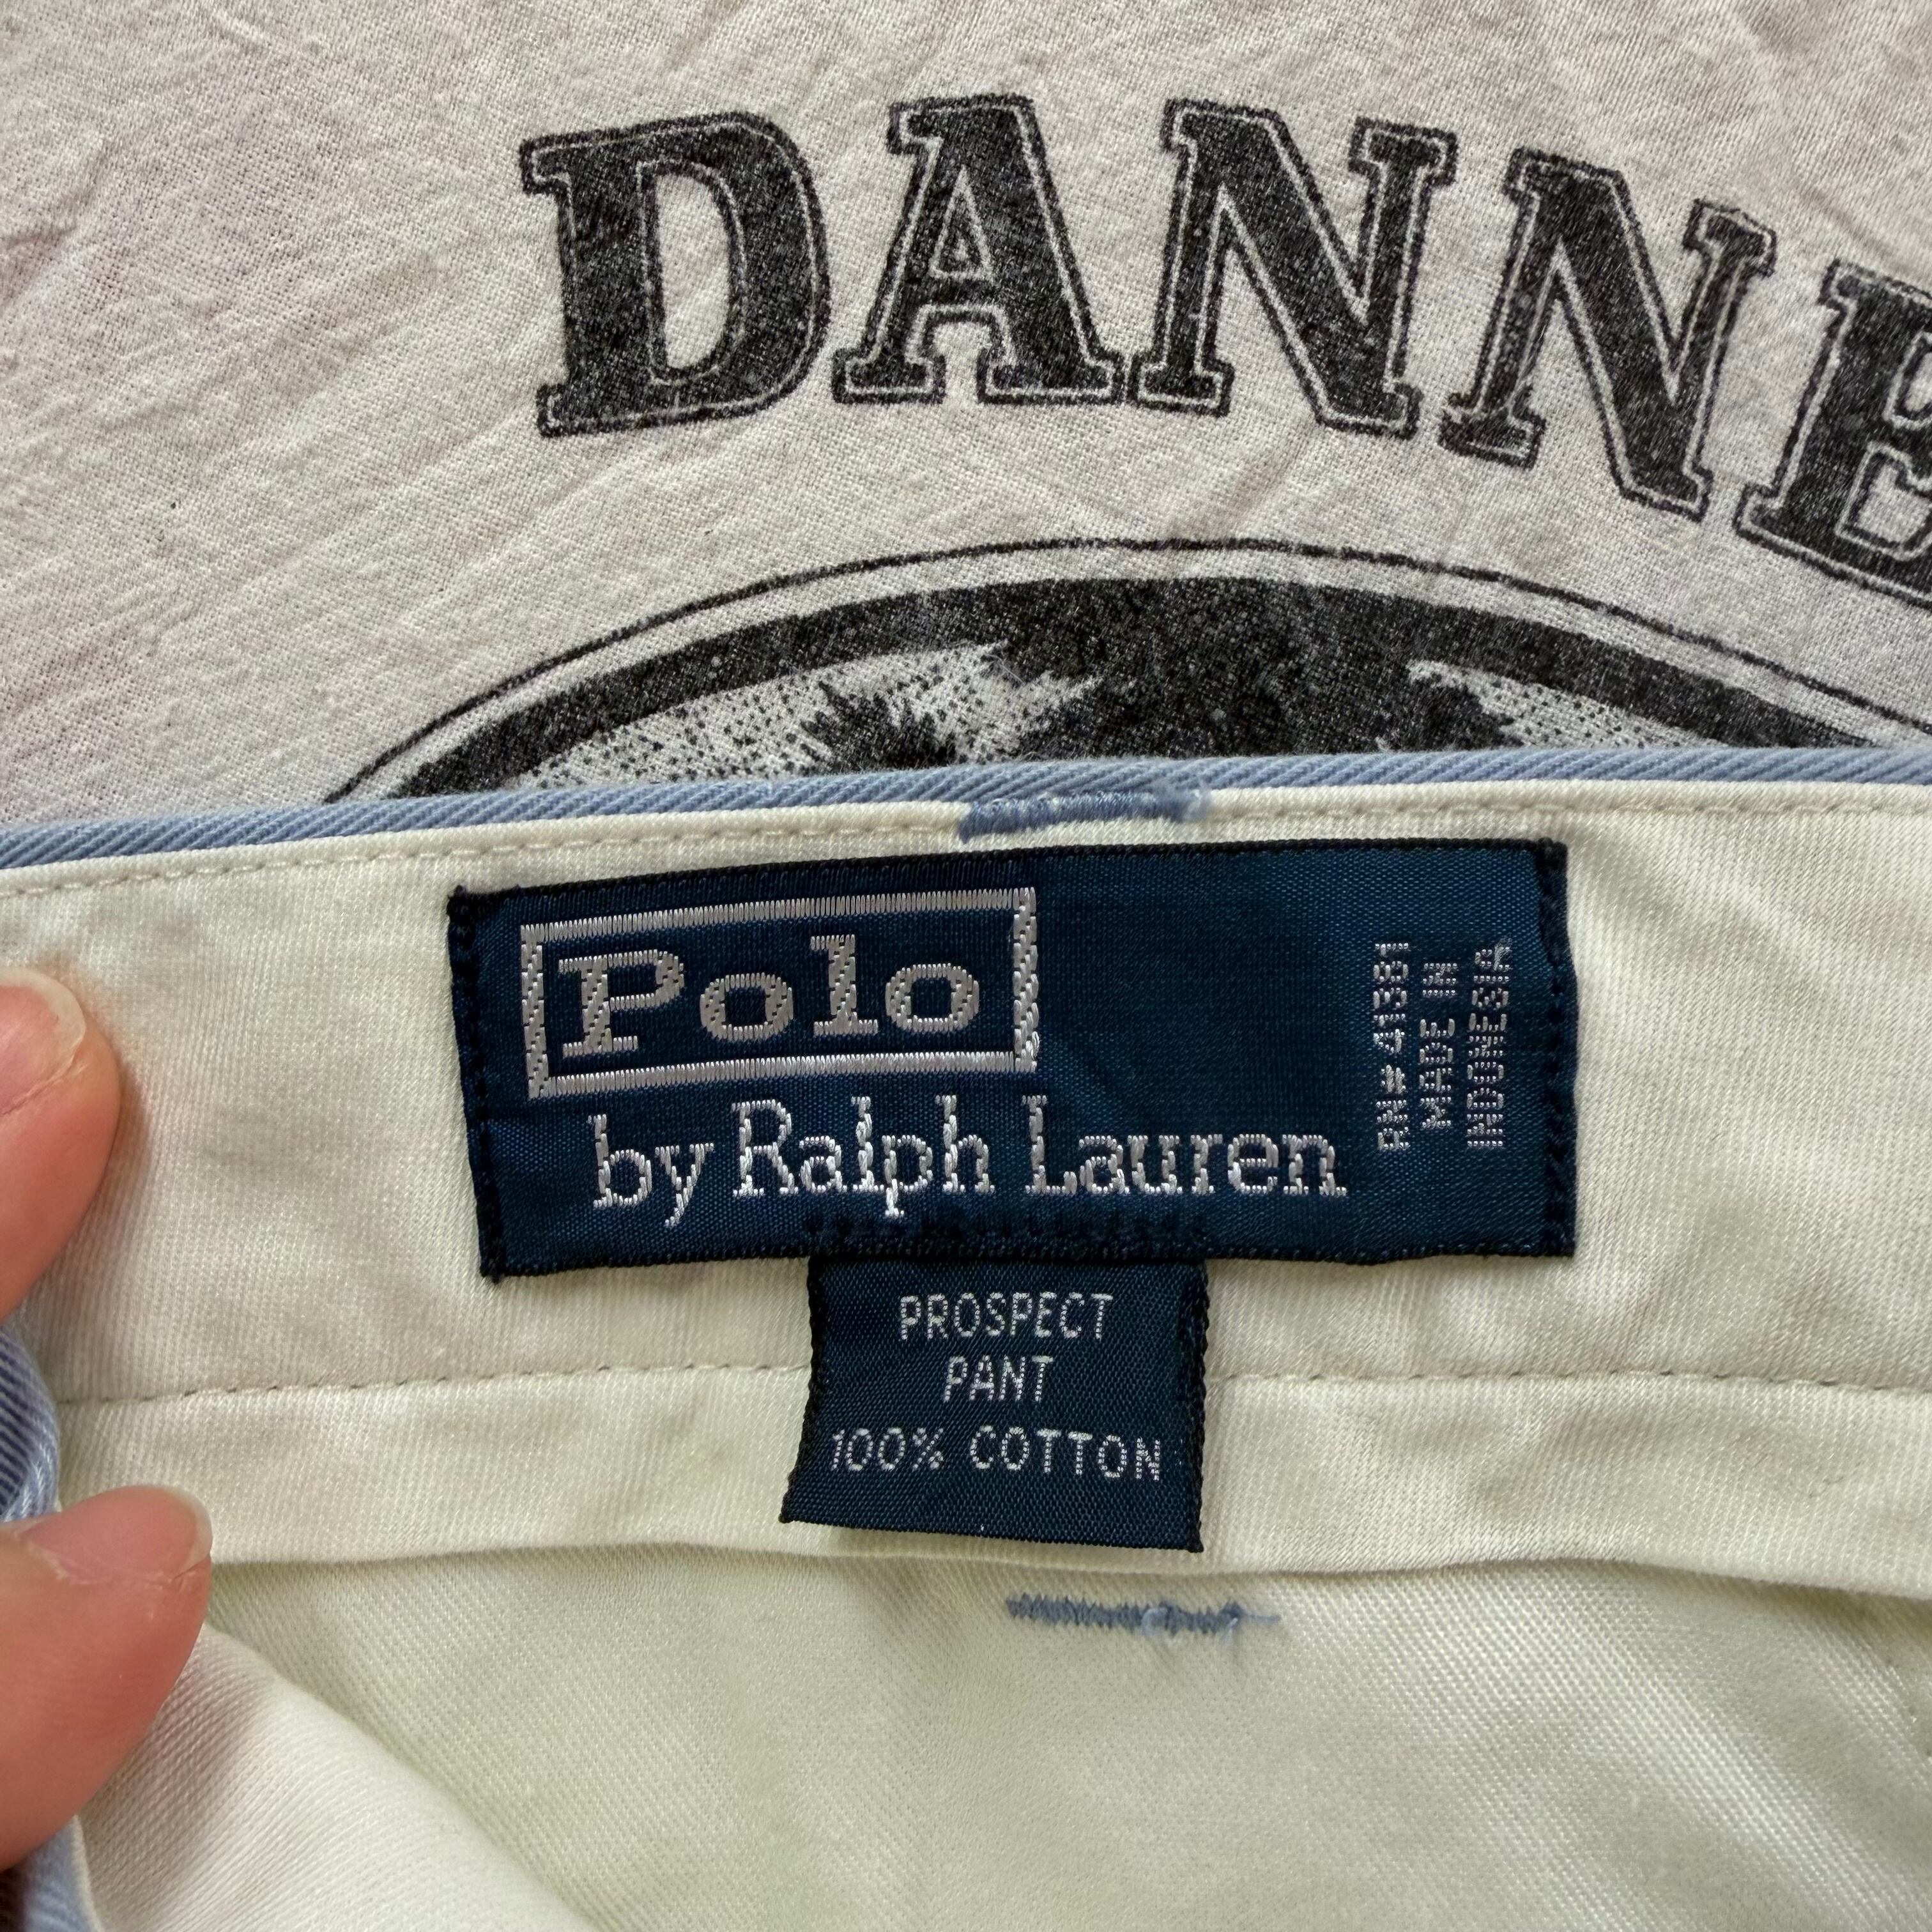 DANNE
Polo
by Ralph Lauren
RN# 41381
MADE IN
INDONESIA
PROSPECT
PANT
100% COTTON